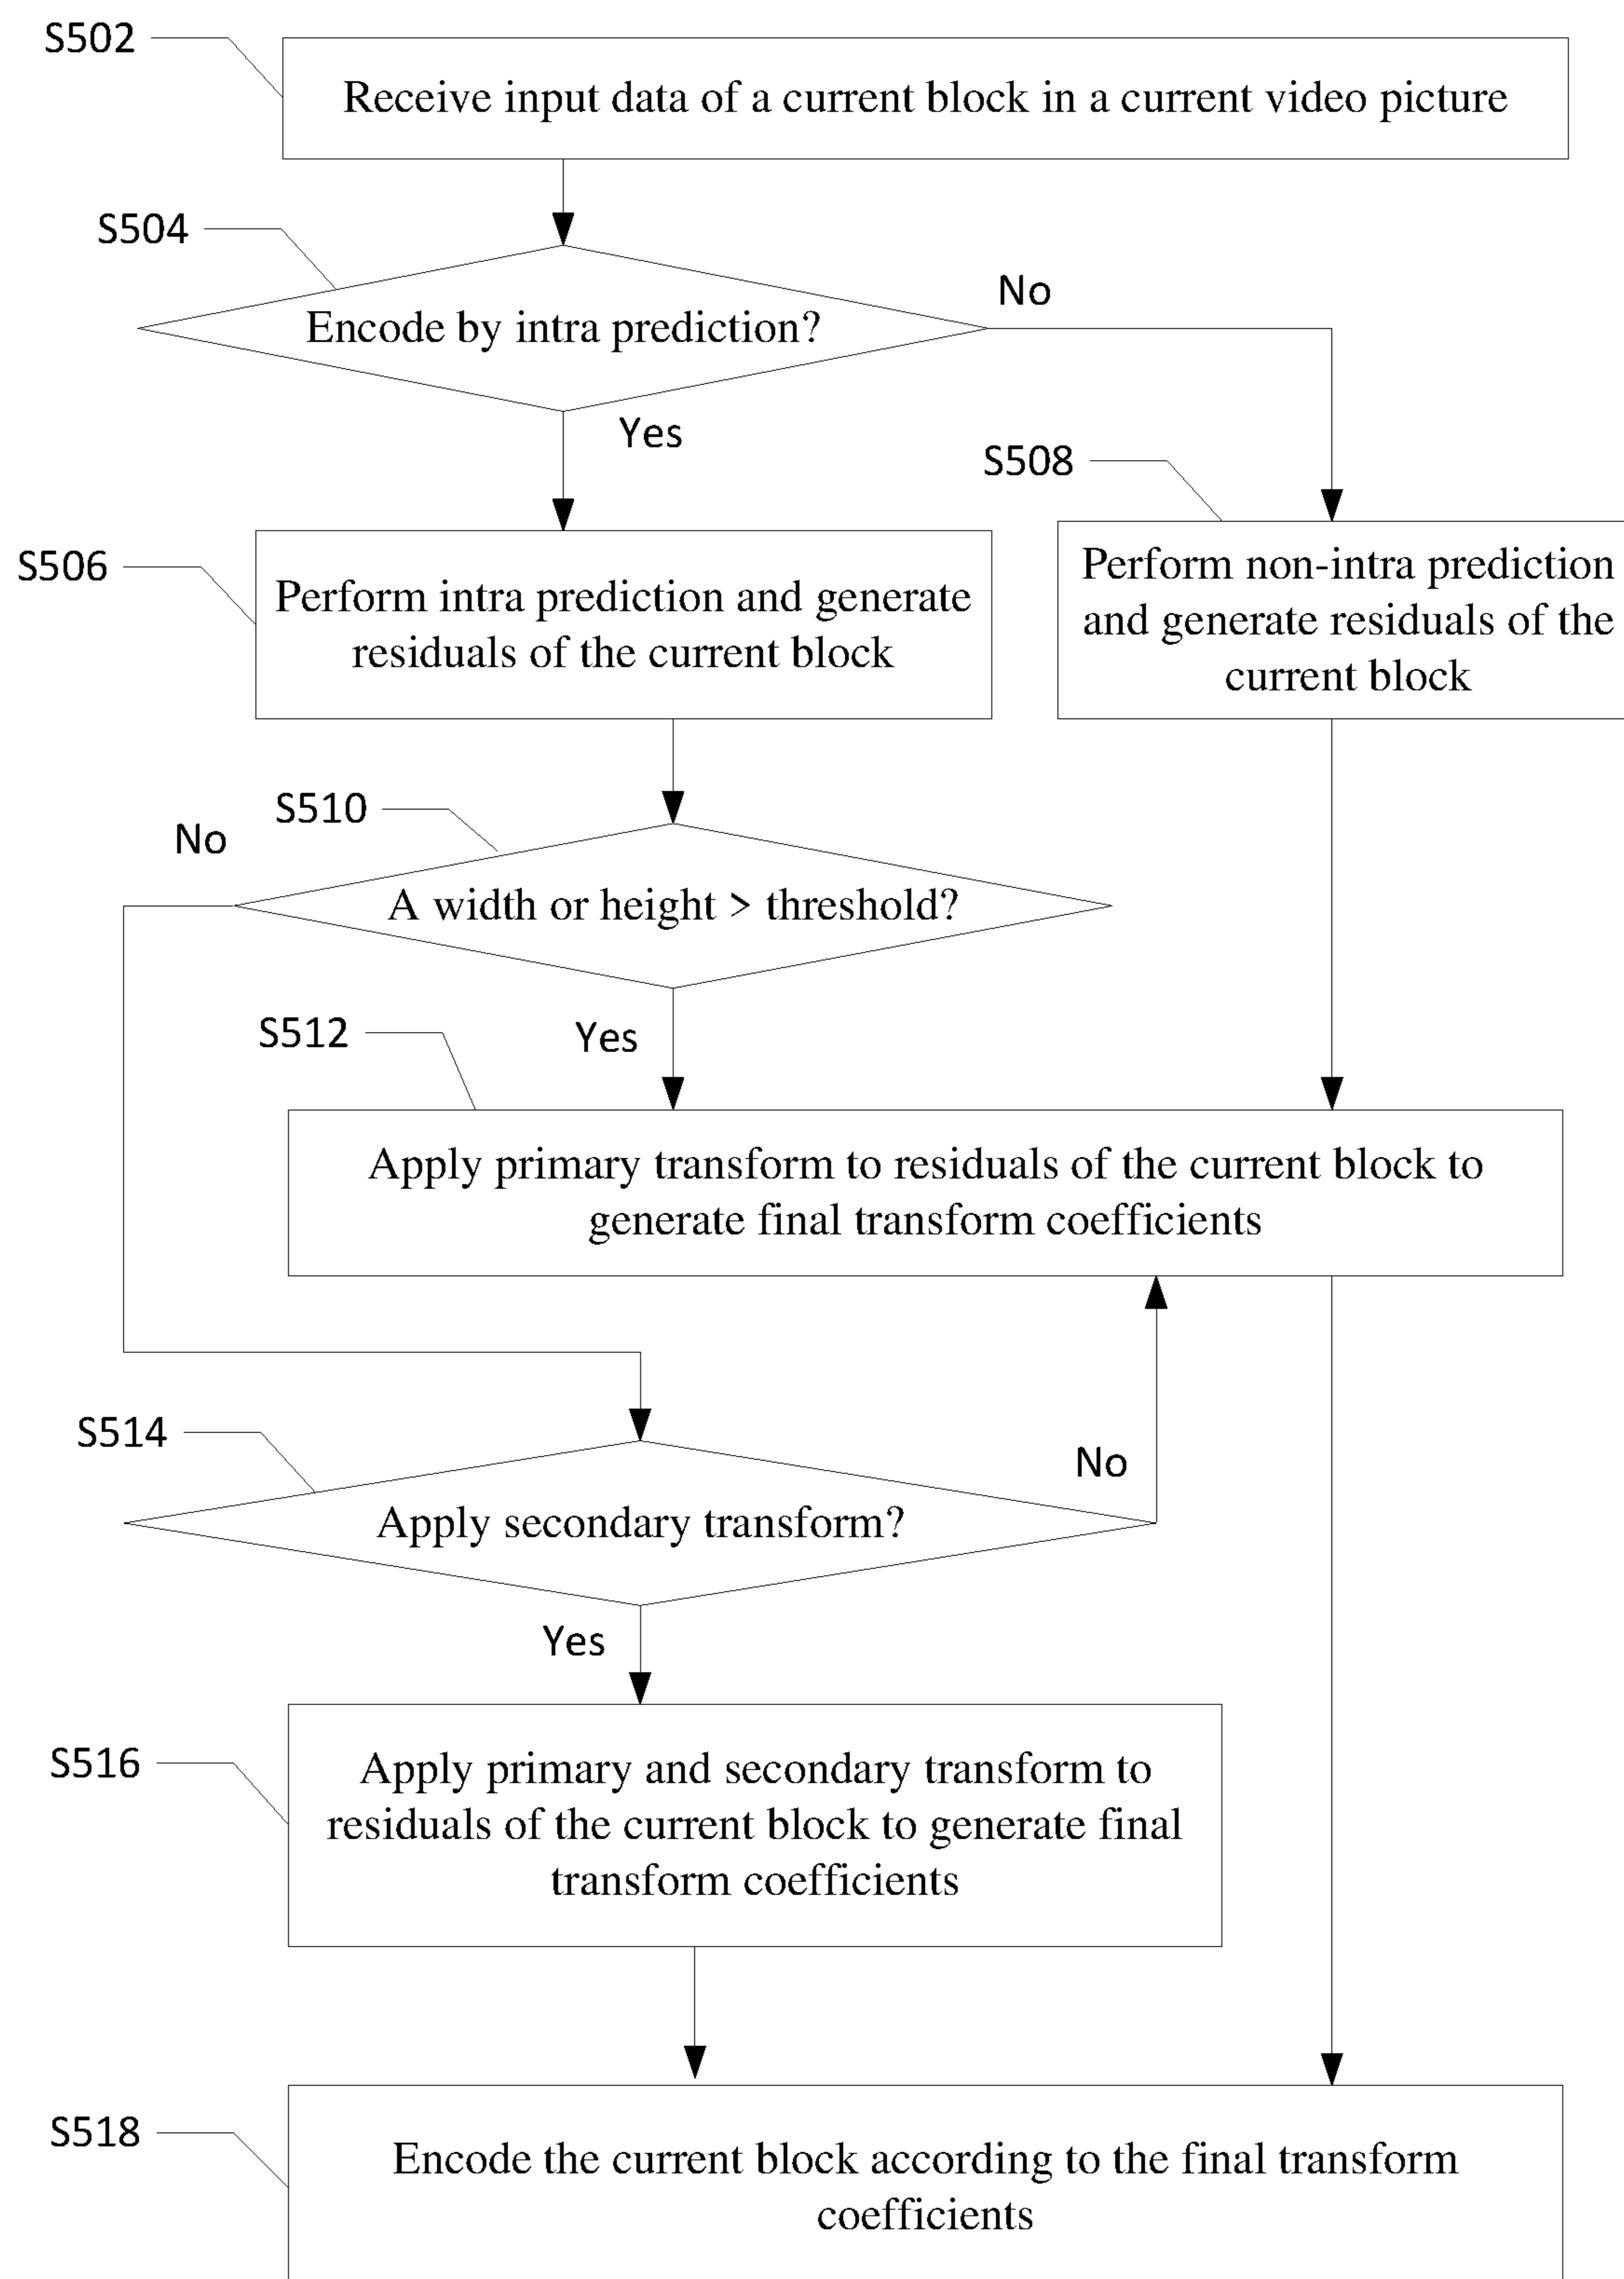 S502
Receive input data of a current block in a current video picture
S504
Encode by intra prediction?
No
Yes
S506
Perform intra prediction and generate
residuals of the current block
S508
Perform non-intra prediction
and generate residuals of the
current block
S510
No
A width or height > threshold?
Yes
S512
Apply primary transform to residuals of the current block to
generate final transform coefficients
S514
Apply secondary transform?
No
Yes
S516
Apply primary and secondary transform to
residuals of the current block to generate final
transform coefficients
S518
Encode the current block according to the final transform
coefficients